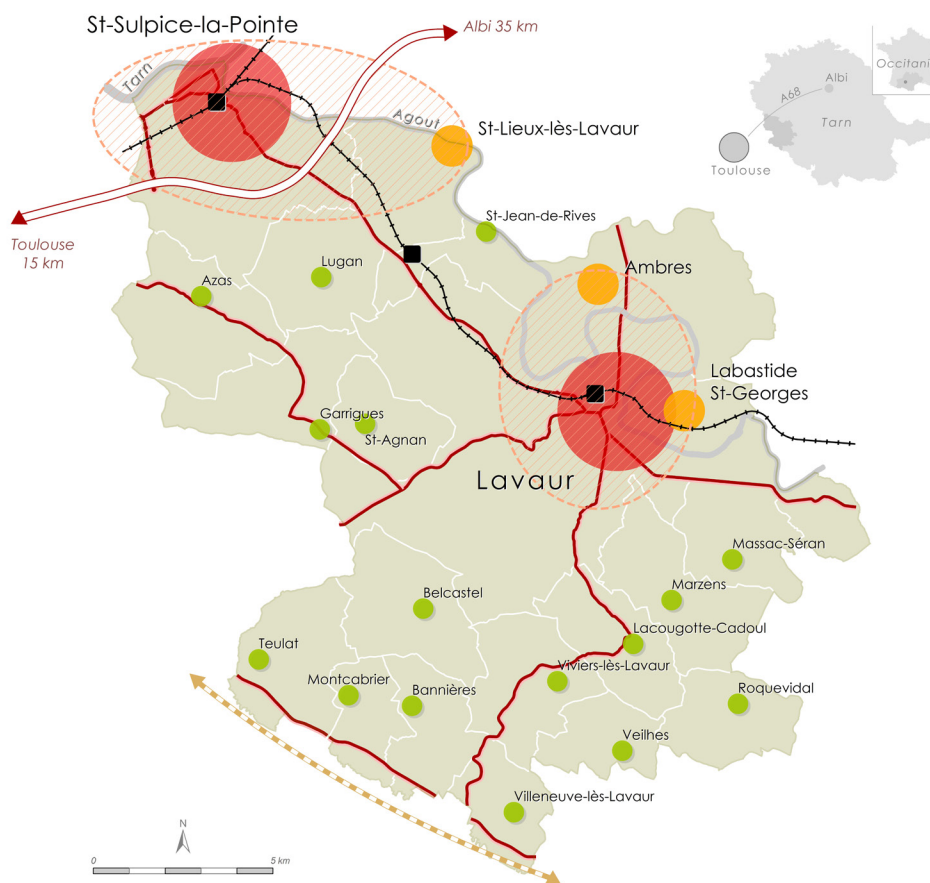 St-Sulpice-la-Pointe
Albi 35 km
Tarn
Agout
St-Lieux-lès-Lavaur
Occitani
Albi
A68
Tarn
Toulouse
St-Jean-de-Rives
Toulouse
15 km
Lugan
Azas
Ambres
Labastide
St-Georges
Garrigues
St-Agnan
Lavaur
Massac-Séran
Marzens
Belcastel
Lacougotte-Cadoul
Teulat
Viviers-lès-Lavaur
Montcabrier
Bannières
Roquevidal
Veilhes
Villeneuve-lès-Lavaur
N
0
5 km